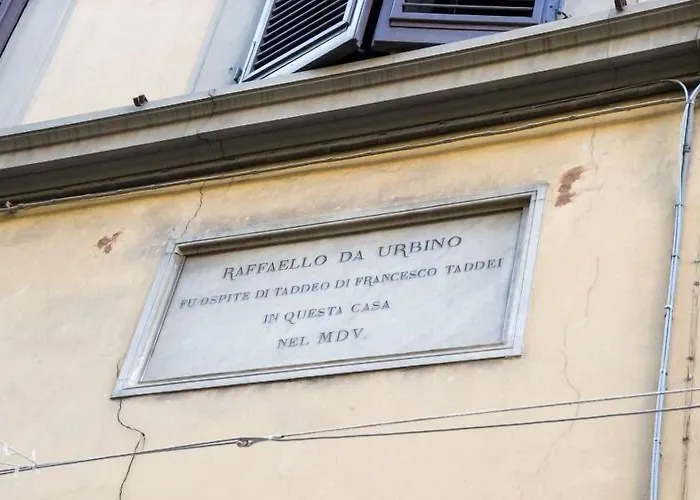 RAFFAELLO DA URBINO
FU OSPITE DI TADDEO DI FRANCESCO TADDEI
IN QUESTA CASA
NEL MDV.